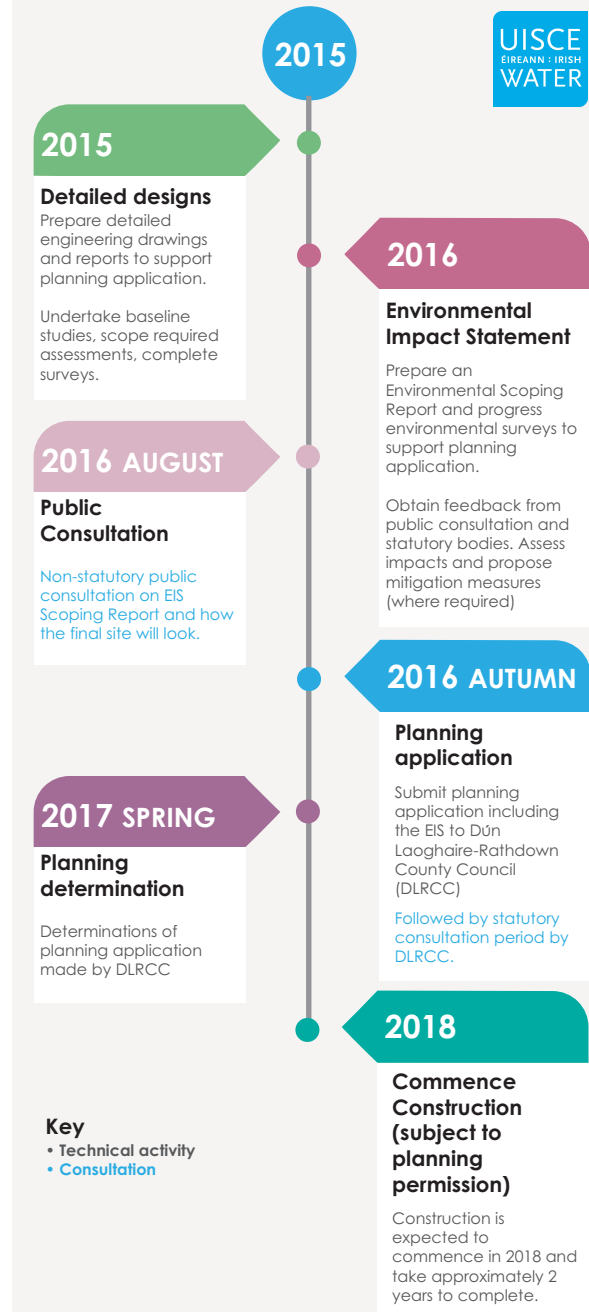 2015
UISCE
ÉIREANN : IRISH
WATER
2015
Detailed designs
Prepare detailed
engineering drawings
and reports to support
planning application.
Undertake baseline
studies, scope required
assessments, complete
surveys.
2016
Environmental
Impact Statement
Prepare an
Environmental Scoping
Report and progress
environmental surveys to
support planning
application.
Obtain feedback from
public consultation and
statutory bodies. Assess
impacts and propose
mitigation measures
(where required)
2016 AUGUST
Public
Consultation
Non-statutory public
consultation on EIS
Scoping Report and how
the final site will look.
2016 AUTUMN
Planning
application
Submit planning
application including
the EIS to Dún
Laoghaire-Rathdown
County Council
(DLRCC)
Followed by statutory
consultation period by
DLRCC.
2017 SPRING
Planning
determination
Determinations of
planning application
made by DLRCC
2018
Commence
Construction
(subject to
planning
permission)
Construction is
expected to
commence in 2018 and
take approximately 2
years to complete.
Key
• Technical activity
• Consultation